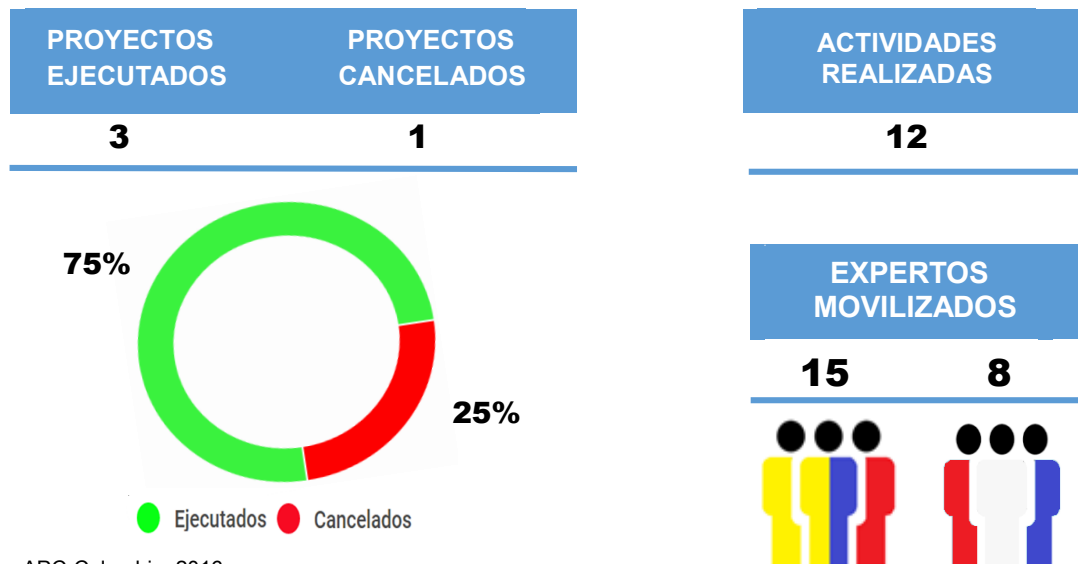 PROYECTOS EJECUTADOS
PROYECTOS CANCELADOS
3
1
75%
25%
Ejecutados
Cancelados
ACTIVIDADES
REALIZADAS
12
EXPERTOS
MOVILIZADOS
15
8